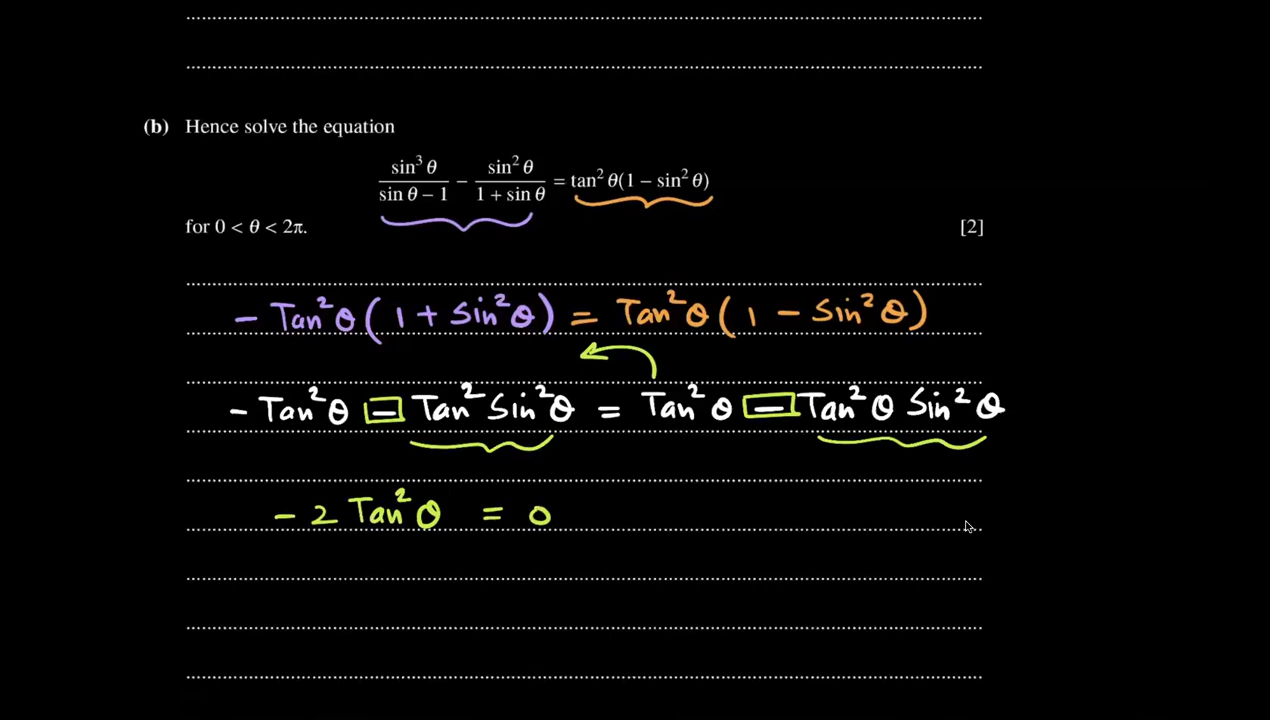 (b) Hence solve the equation
sin³ θ / (sin θ − 1) − sin² θ / (1 + sin θ) = tan² θ(1 − sin² θ)
for 0 < θ < 2π. [2]
− Tan²θ ( 1 + Sin²θ ) = Tan²θ ( 1 − Sin²θ )
− Tan²θ − Tan² Sin²θ = Tan²θ − Tan²θ Sin²θ
− 2 Tan²θ = 0